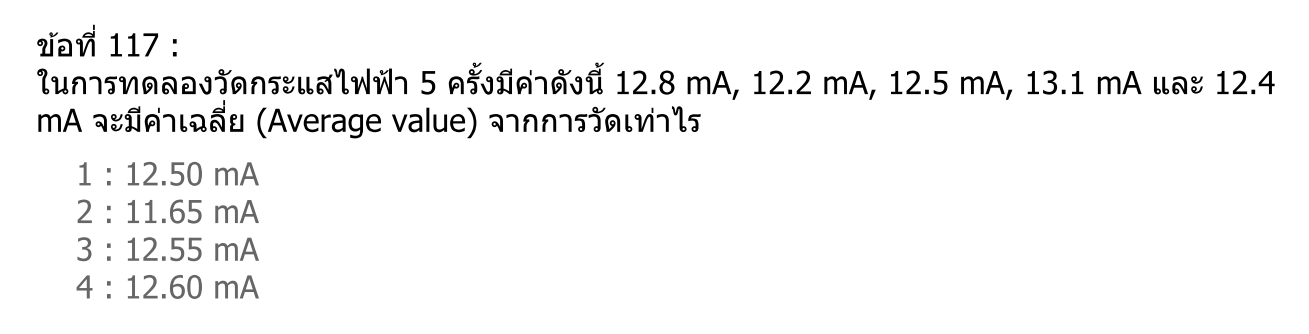 ข้อที่ 117 :
ในการทดลองวัดกระแสไฟฟ้า 5 ครั้งมีค่าดังนี้ 12.8 mA, 12.2 mA, 12.5 mA, 13.1 mA และ 12.4
mA จะมีค่าเฉลี่ย (Average value) จากการวัดเท่าไร
1 : 12.50 mA
2 : 11.65 mA
3 : 12.55 mA
4 : 12.60 mA